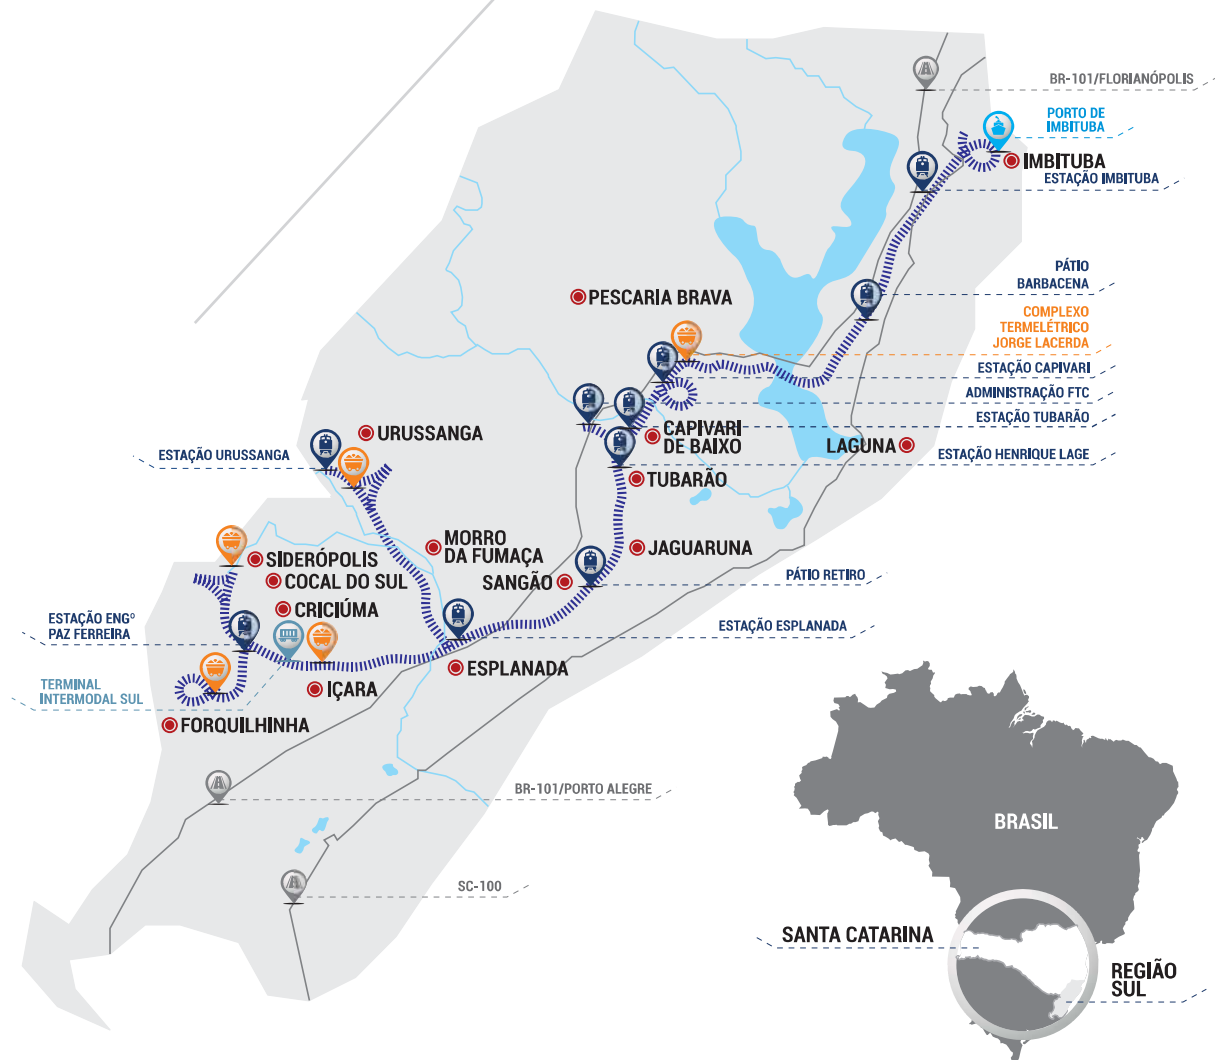 BR-101/FLORIANÓPOLIS
PORTO DE
IMBITUBA
IMBITUBA
ESTAÇÃO IMBITUBA
PÁTIO
BARBACENA
PESCARIA BRAVA
COMPLEXO
TERMELÉTRICO
JORGE LACERDA
ESTAÇÃO CAPIVARI
ADMINISTRAÇÃO FTC
ESTAÇÃO TUBARÃO
CAPIVARI
DE BAIXO
LAGUNA
ESTAÇÃO HENRIQUE LAGE
URUSSANGA
ESTAÇÃO URUSSANGA
TUBARÃO
MORRO
DA FUMAÇA
JAGUARUNA
SIDERÓPOLIS
COCAL DO SUL
SANGÃO
PÁTIO RETIRO
CRICIÚMA
ESTAÇÃO ENGº
PAZ FERREIRA
ESTAÇÃO ESPLANADA
ESPLANADA
TERMINAL
INTERMODAL SUL
IÇARA
FORQUILHINHA
BR-101/PORTO ALEGRE
SC-100
BRASIL
SANTA CATARINA
REGIÃO
SUL